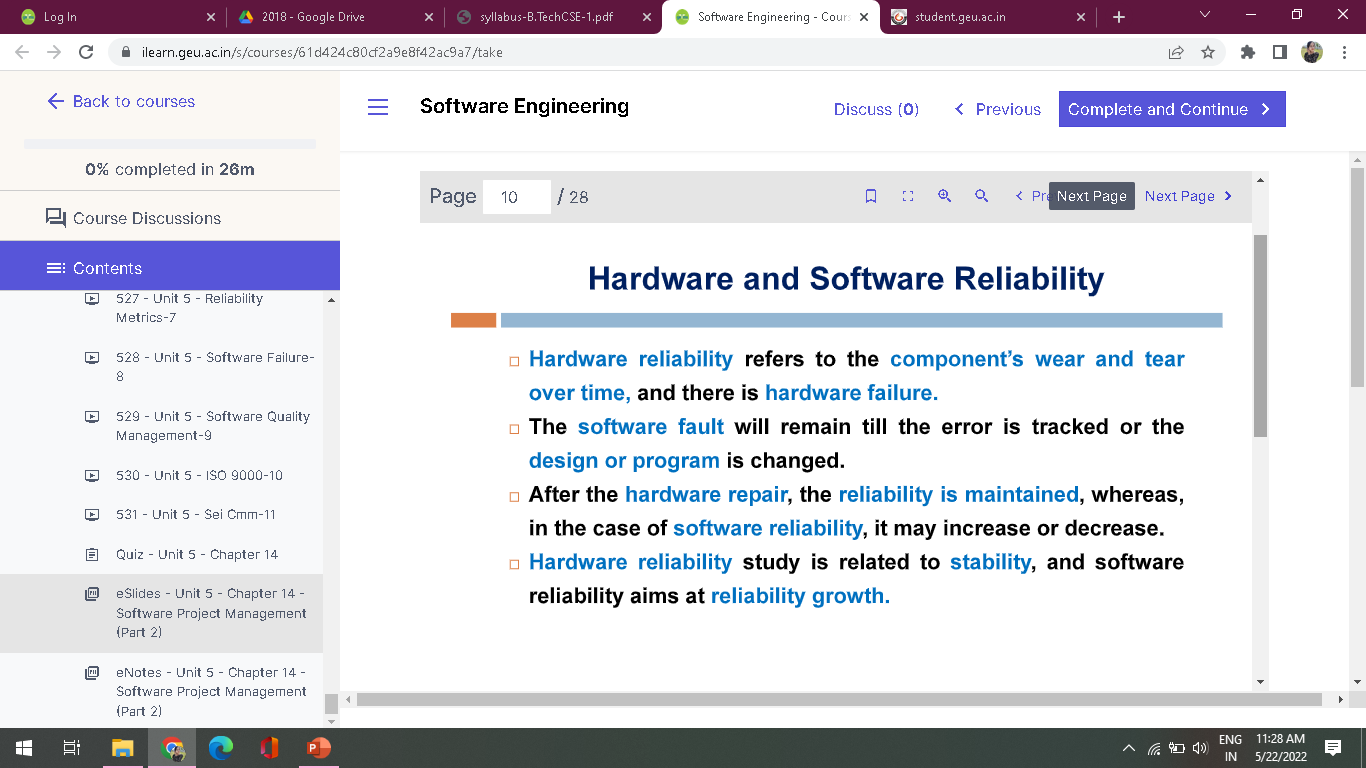 Log In
2018 - Google Drive
syllabus-B.TechCSE-1.pdf
Software Engineering - Cour
student.geu.ac.in
ilearn.geu.ac.in/s/courses/61d424c80cf2a9e8f42ac9a7/take
Back to courses
0% completed in 26m
Course Discussions
Contents
527 - Unit 5 - Reliability
Metrics-7
528 - Unit 5 - Software Failure-
8
529 - Unit 5 - Software Quality
Management-9
530 - Unit 5 - ISO 9000-10
531 - Unit 5 - Sei Cmm-11
Quiz - Unit 5 - Chapter 14
eSlides - Unit 5 - Chapter 14 -
Software Project Management
(Part 2)
eNotes - Unit 5 - Chapter 14 -
Software Project Management
(Part 2)
Software Engineering
Discuss (0)
Previous
Complete and Continue
Page 10 / 28
Pre
Next Page
Next Page
Hardware and Software Reliability
Hardware reliability refers to the component's wear and tear
over time, and there is hardware failure.
The software fault will remain till the error is tracked or the
design or program is changed.
After the hardware repair, the reliability is maintained, whereas,
in the case of software reliability, it may increase or decrease.
Hardware reliability study is related to stability, and software
reliability aims at reliability growth.
ENG
IN
11:28 AM
5/22/2022